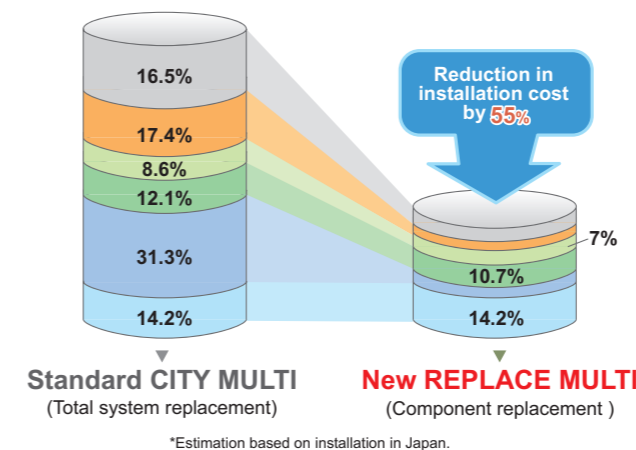 16.5%
17.4%
8.6%
12.1%
31.3%
14.2%
Reduction in
installation cost
by 55%
7%
10.7%
14.2%
Standard CITY MULTI
(Total system replacement)
New REPLACE MULTI
(Component replacement )
*Estimation based on installation in Japan.